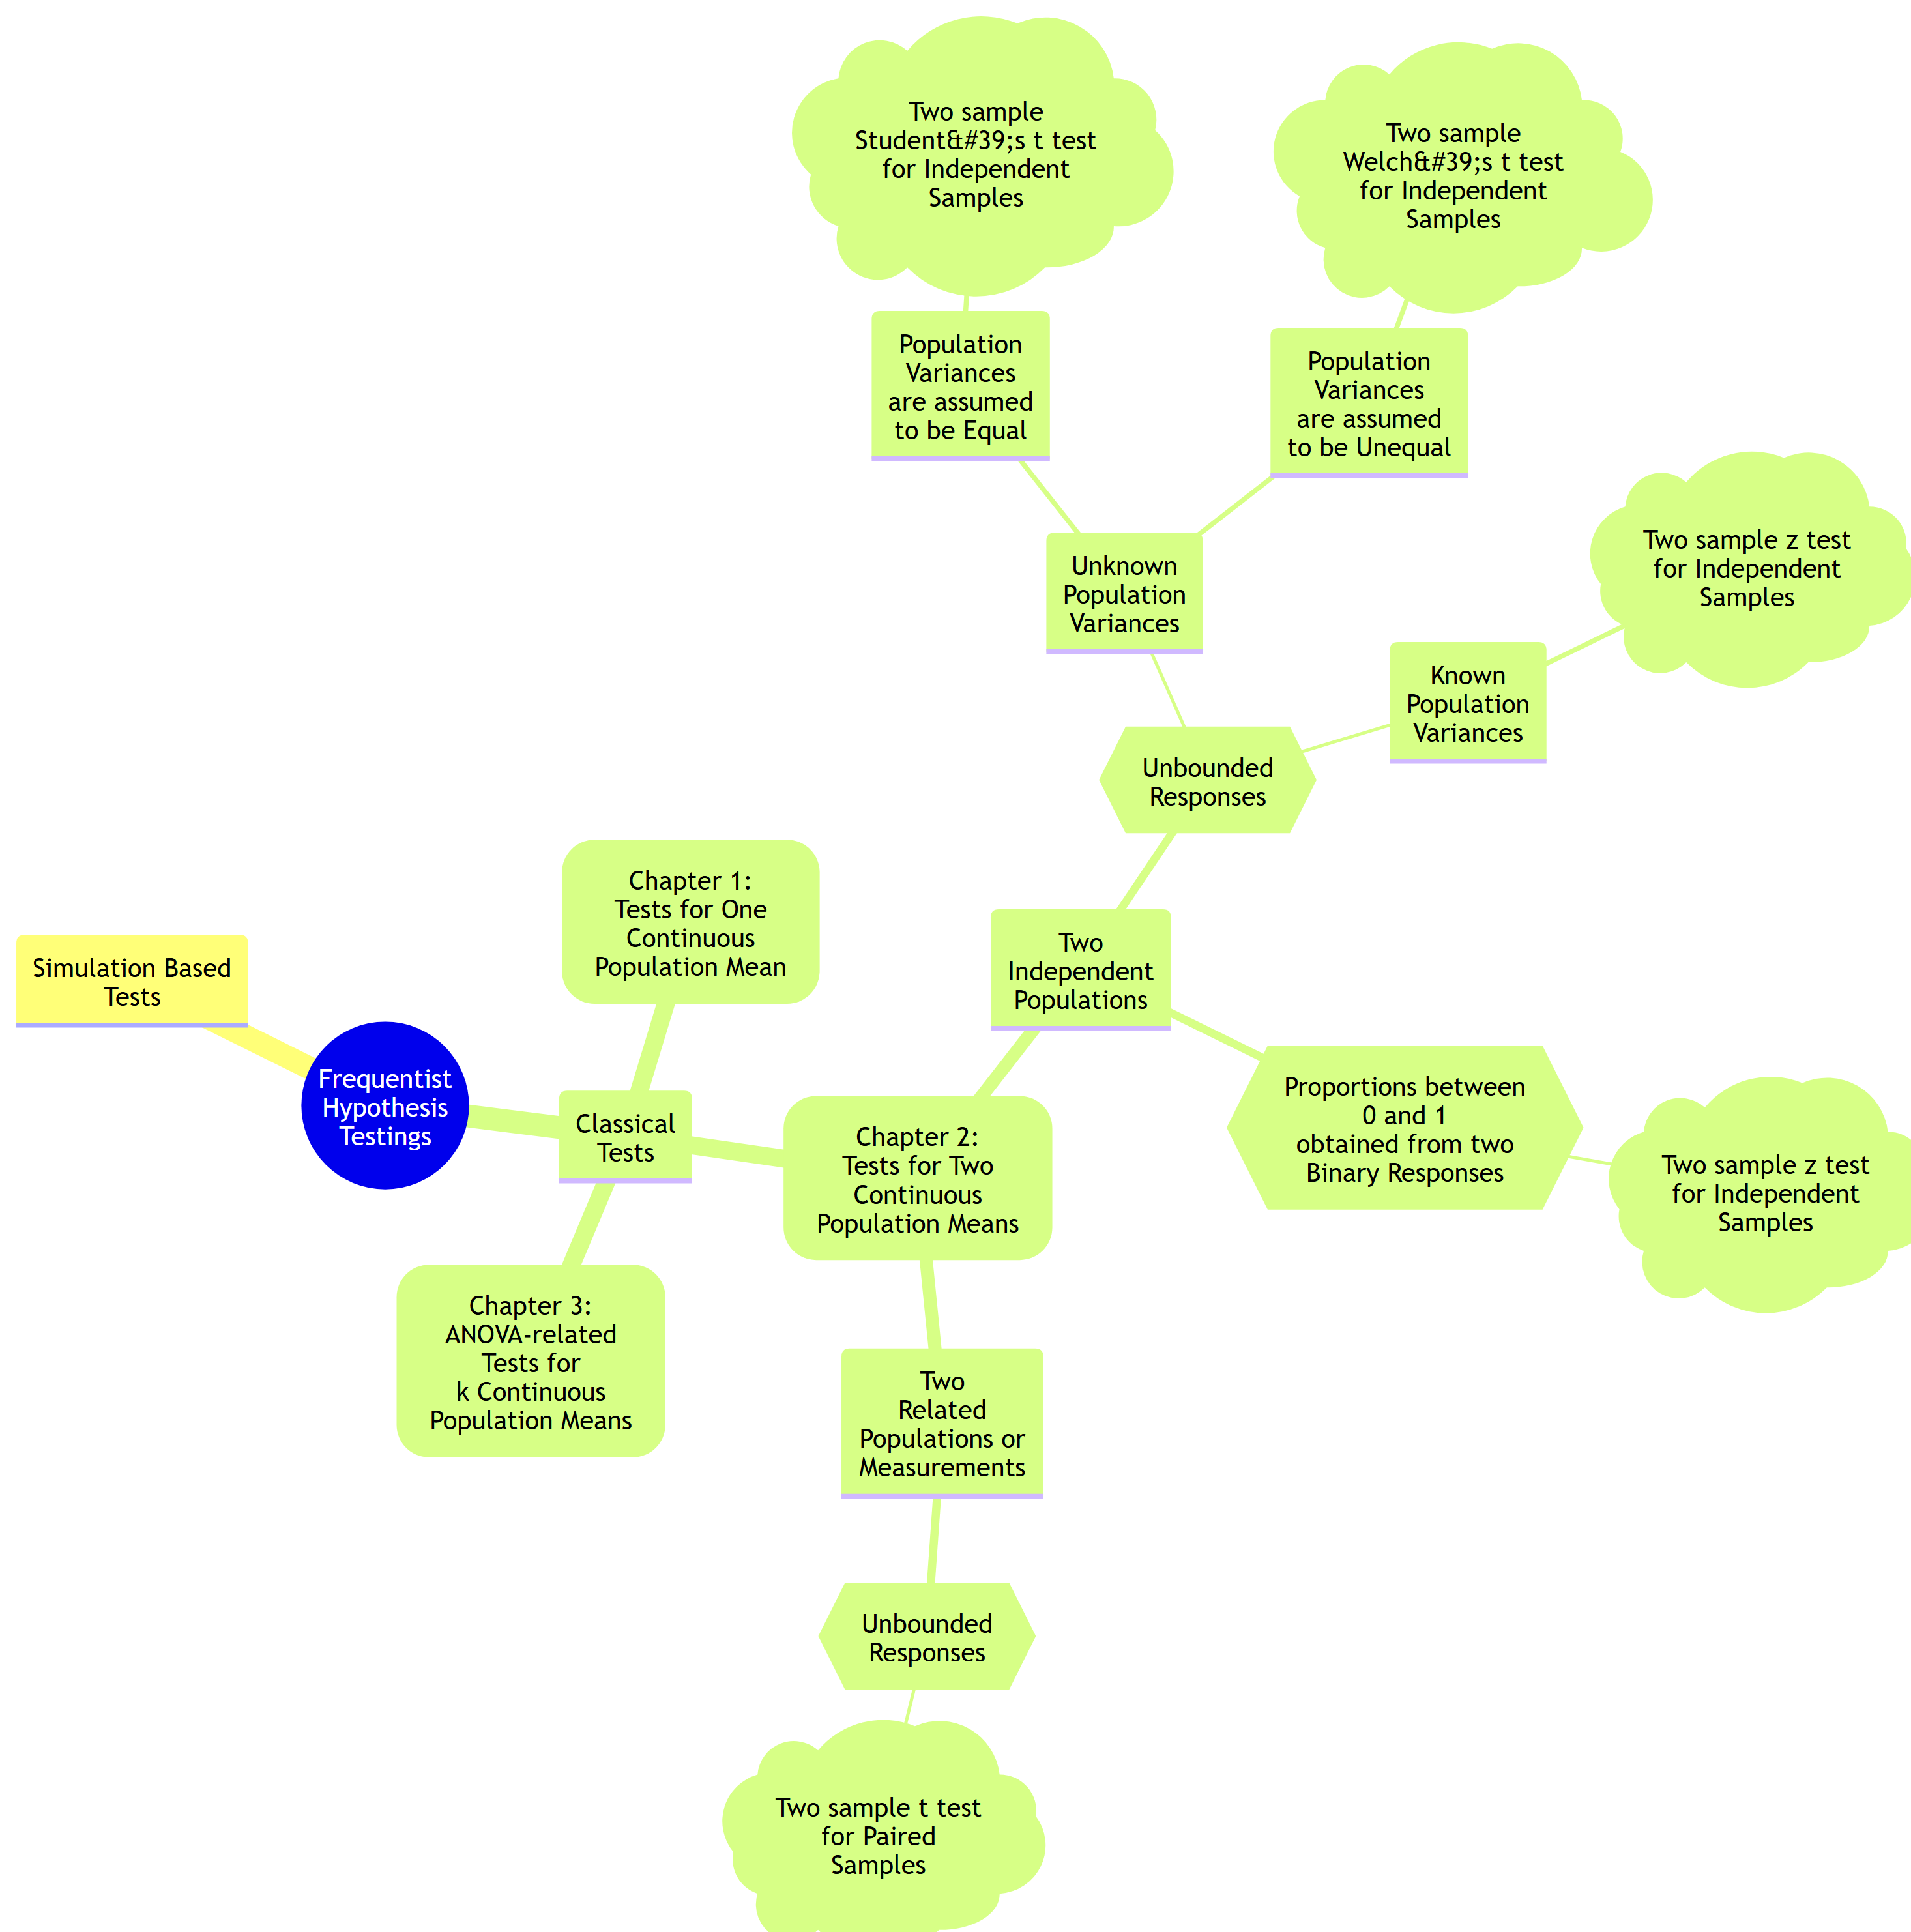 Two sample
Student&#39;s t test
for Independent
Samples
Two sample
Welch&#39;s t test
for Independent
Samples
Population
Variances
are assumed
to be Equal
Population
Variances
are assumed
to be Unequal
Two sample z test
for Independent
Samples
Unknown
Population
Variances
Known
Population
Variances
Unbounded
Responses
Chapter 1:
Tests for One
Continuous
Population Mean
Two
Independent
Populations
Simulation Based
Tests
Frequentist
Hypothesis
Testings
Classical
Tests
Chapter 2:
Tests for Two
Continuous
Population Means
Proportions between
0 and 1
obtained from two
Binary Responses
Two sample z test
for Independent
Samples
Chapter 3:
ANOVA-related
Tests for
k Continuous
Population Means
Two
Related
Populations or
Measurements
Unbounded
Responses
Two sample t test
for Paired
Samples